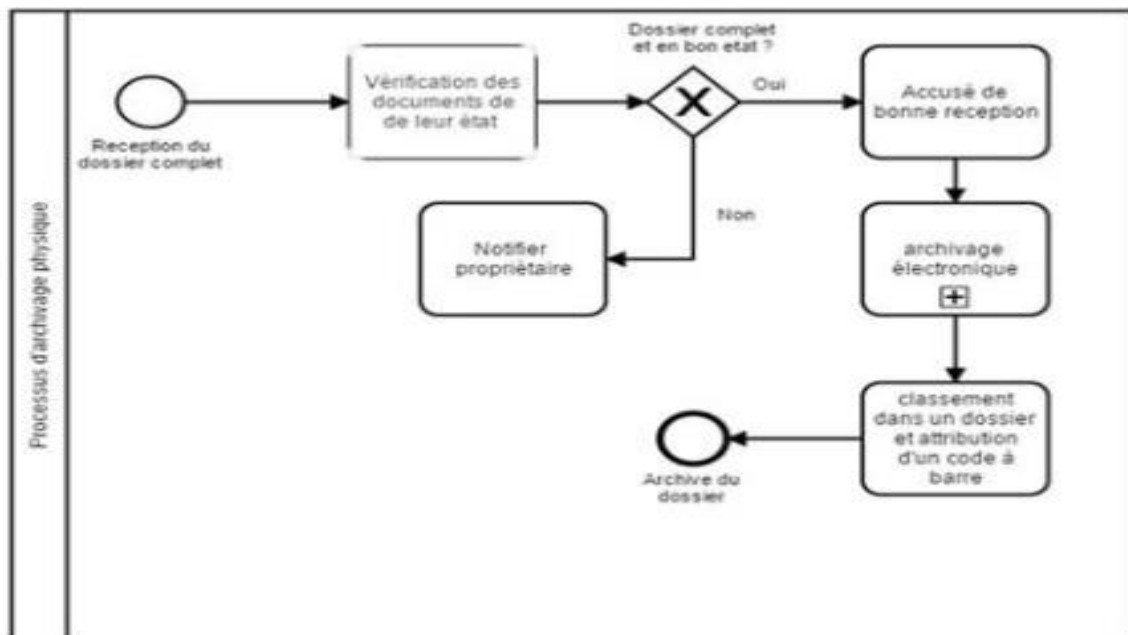 Processus d'archivage physique
Reception du
dossier complet
Vérification des
documents de
de leur état
Dossier complet
et en bon etat ?
Oui
Accusé de
bonne reception
Non
Notifier
propriètaire
archivage
électronique
classement
dans un dossier
et attribution
d'un code à
barre
Archive du
dossier